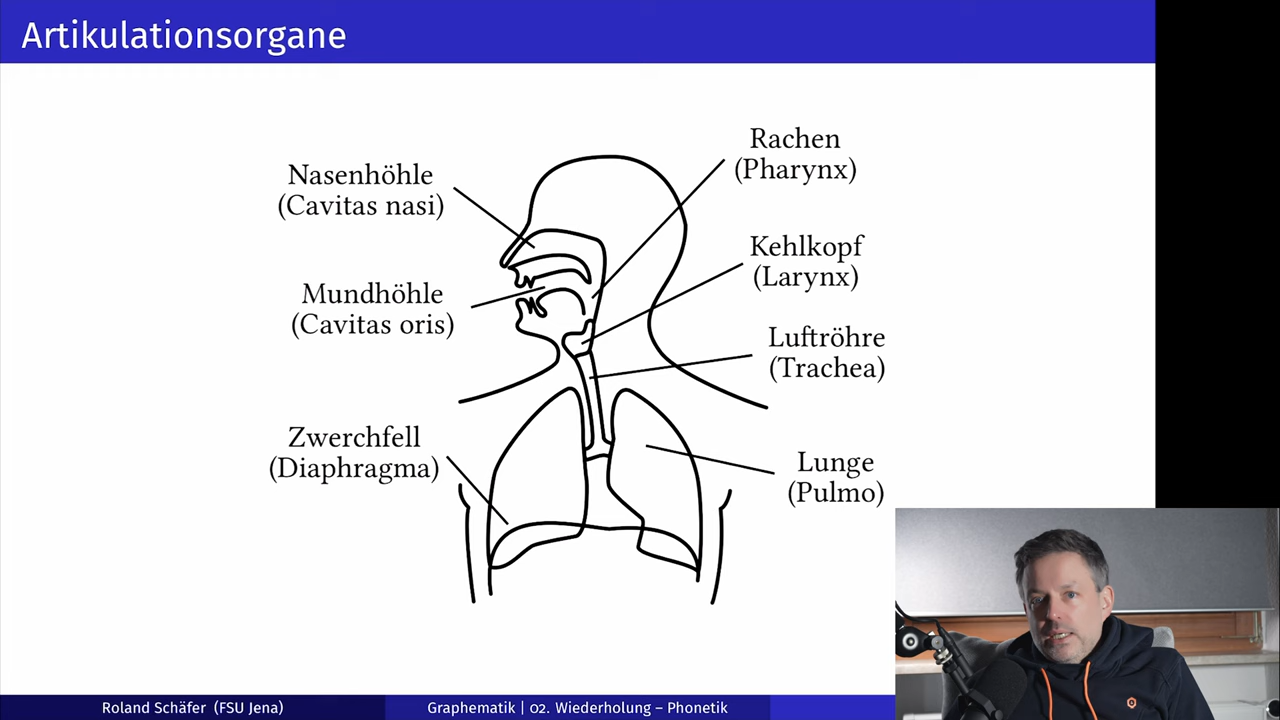 Artikulationsorgane
Nasenhöhle
(Cavitas nasi)
Mundhöhle
(Cavitas oris)
Zwerchfell
(Diaphragma)
Rachen
(Pharynx)
Kehlkopf
(Larynx)
Luftröhre
(Trachea)
Lunge
(Pulmo)
Roland Schäfer (FSU Jena)
Graphematik | 02. Wiederholung – Phonetik